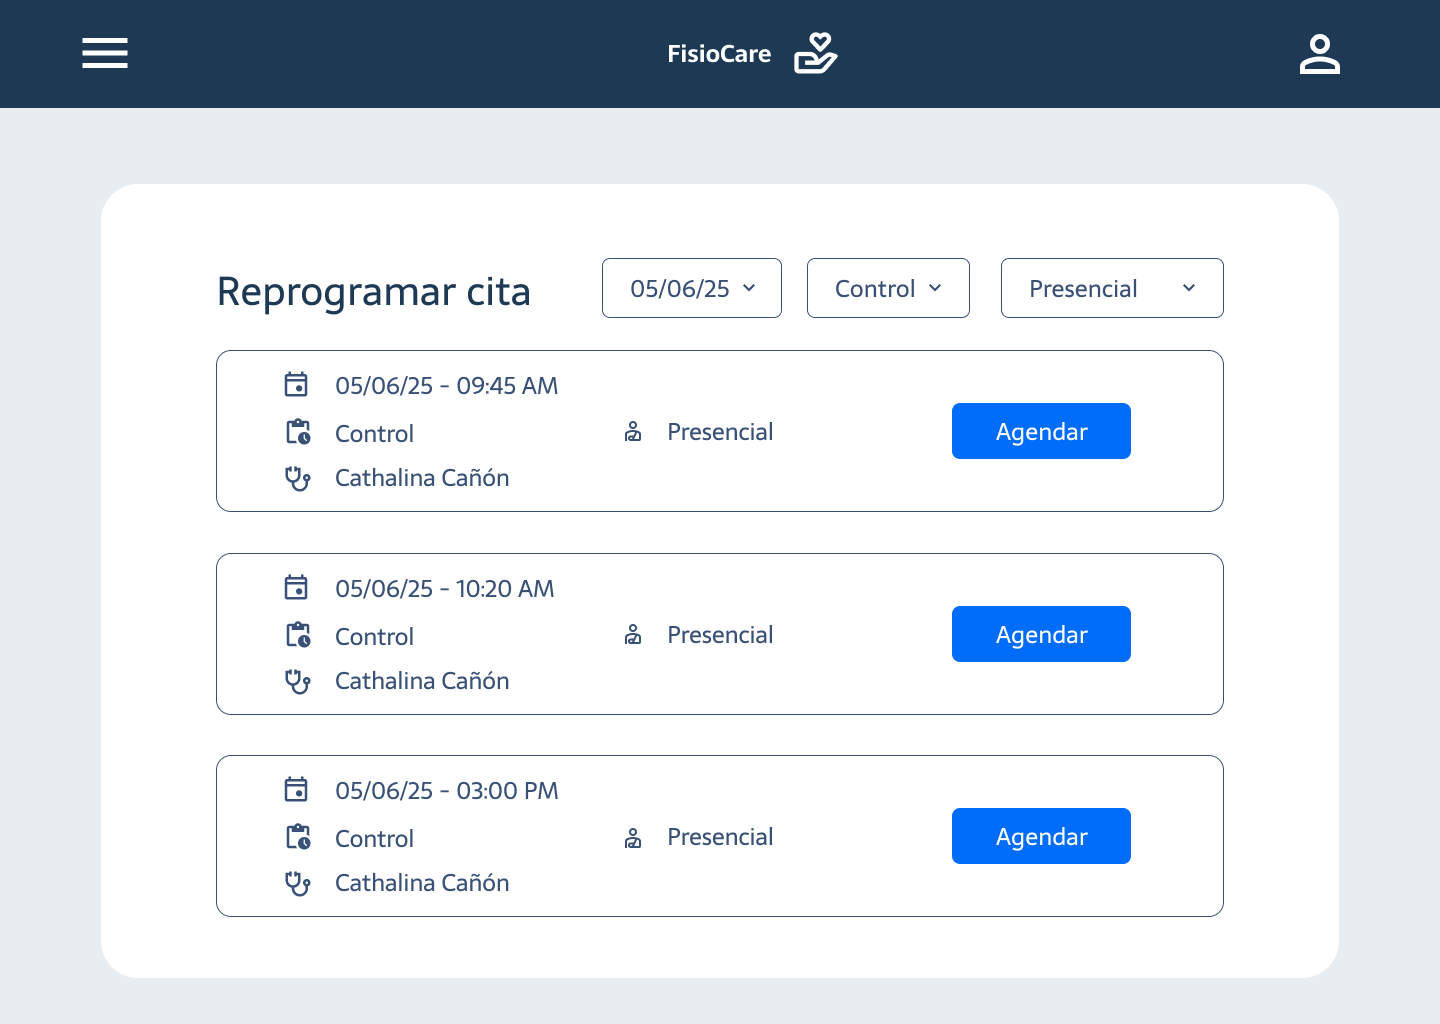 FisioCare
Reprogramar cita
05/06/25
Control
Presencial
05/06/25 - 09:45 AM
Control
Presencial
Agendar
Cathalina Cañón
05/06/25 - 10:20 AM
Control
Presencial
Agendar
Cathalina Cañón
05/06/25 - 03:00 PM
Control
Presencial
Agendar
Cathalina Cañón